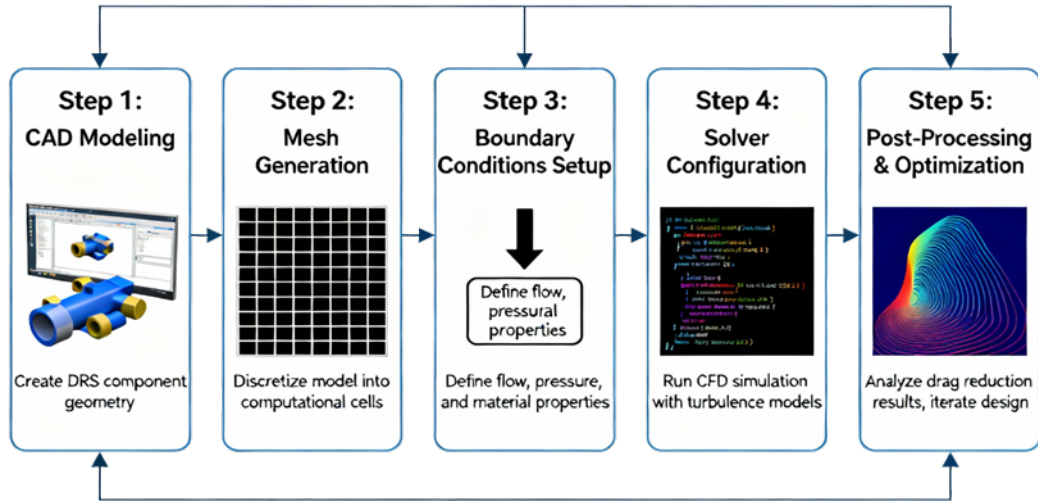 Step 1:
CAD Modeling
Create DRS component
geometry
Step 2:
Mesh
Generation
Discretize model into
computational cells
Step 3:
Boundary
Conditions Setup
Define flow,
pressural
properties
Define flow, pressure,
and material properties
Step 4:
Solver
Configuration
Run CFD simulation
with turbulence models
Step 5:
Post-Processing
& Optimization
Analyze drag reduction
results, iterate design